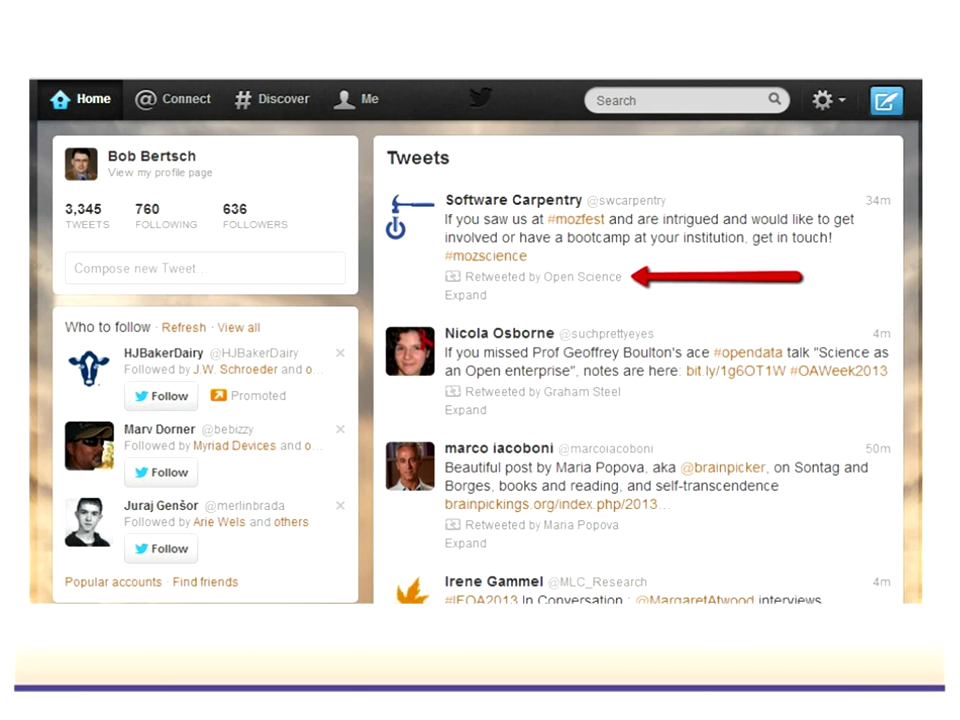 Home
Connect
Discover
Me
Search
Bob Bertsch
View my profile page
3,345 760 636
TWEETS FOLLOWING FOLLOWERS
Compose new Tweet...
Who to follow · Refresh · View all
HJBakerDairy @HJBakerDairy
Followed by J.W. Schroeder and o...
Follow Promoted
Marv Dorner @bebizzy
Followed by Myriad Devices and o...
Follow
Juraj Genšor @merlinbrada
Followed by Arie Wels and others
Follow
Popular accounts · Find friends
Tweets
Software Carpentry @swcarpentry 34m
If you saw us at #mozfest and are intrigued and would like to get
involved or have a bootcamp at your institution, get in touch!
#mozscience
Retweeted by Open Science
Expand
Nicola Osborne @suchprettyeyes 4m
If you missed Prof Geoffrey Boulton's ace #opendata talk "Science as
an Open enterprise", notes are here: bit.ly/1g6OT1W #OAWeek2013
Retweeted by Graham Steel
Expand
marco iacoboni @marcoiacoboni 50m
Beautiful post by Maria Popova, aka @brainpicker, on Sontag and
Borges, books and reading, and self-transcendence
brainpickings.org/index.php/2013...
Retweeted by Maria Popova
Expand
Irene Gammel @MLC_Research 4m
#IFOA2013 In Conversation : @MargaretAtwood interviews